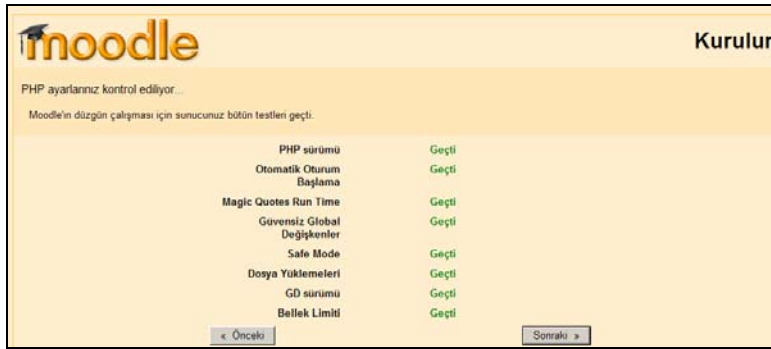 moodle
Kurulur
PHP ayarlarınız kontrol ediliyor...
Moodle'ın düzgün çalışması için sunucunuz bütün testleri geçti.
PHP sürümü Geçti
Otomatik Oturum Geçti
Başlama
Magic Quotes Run Time Geçti
Güvensiz Global Geçti
Değişkenler
Safe Mode Geçti
Dosya Yüklemeleri Geçti
GD sürümü Geçti
Bellek Limiti Geçti
« Önceki Sonraki »